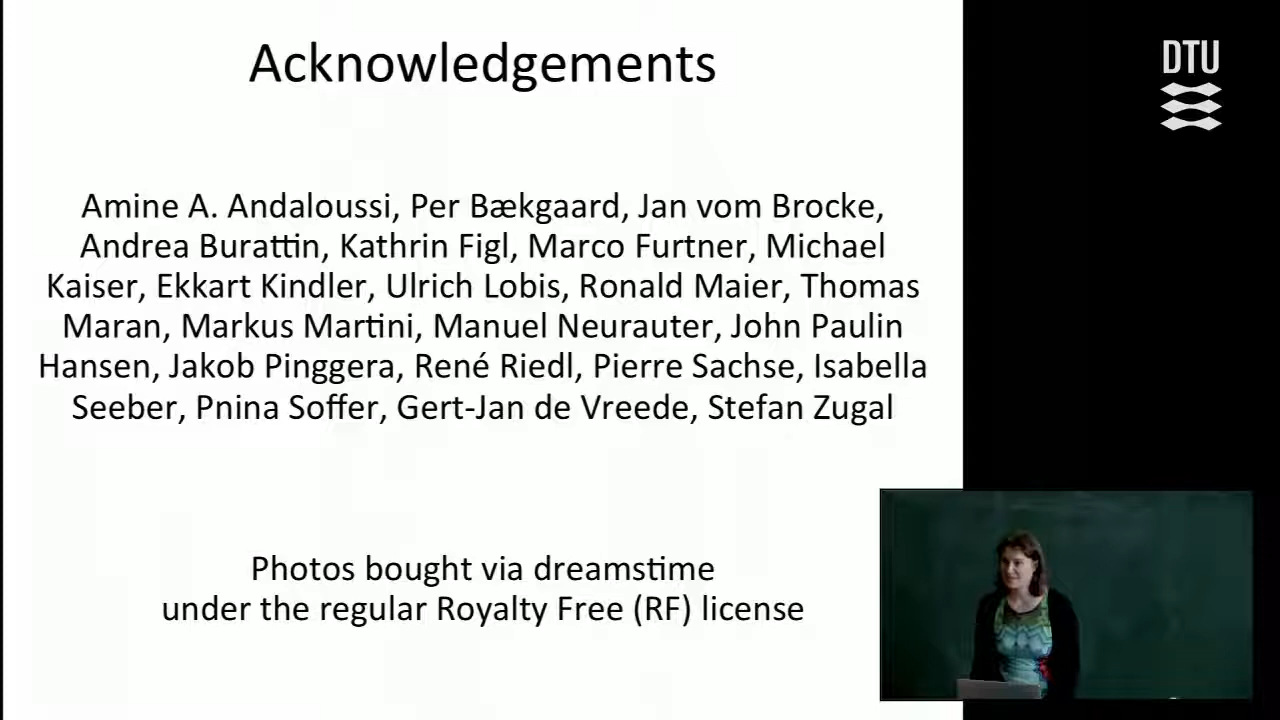 Acknowledgements
DTU
Amine A. Andaloussi, Per Bækgaard, Jan vom Brocke,
Andrea Burattin, Kathrin Figl, Marco Furtner, Michael
Kaiser, Ekkart Kindler, Ulrich Lobis, Ronald Maier, Thomas
Maran, Markus Martini, Manuel Neurauter, John Paulin
Hansen, Jakob Pinggera, René Riedl, Pierre Sachse, Isabella
Seeber, Pnina Soffer, Gert-Jan de Vreede, Stefan Zugal
Photos bought via dreamstime
under the regular Royalty Free (RF) license